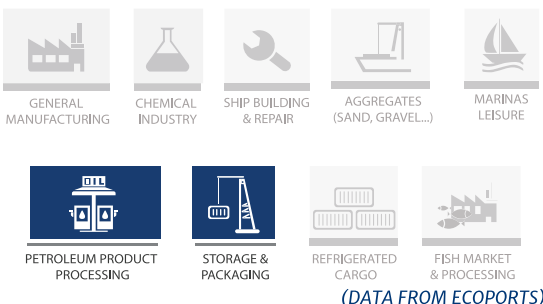 GENERAL
MANUFACTURING
CHEMICAL
INDUSTRY
SHIP BUILDING
& REPAIR
AGGREGATES
(SAND, GRAVEL...)
MARINAS
LEISURE
OIL
PETROLEUM PRODUCT
PROCESSING
STORAGE &
PACKAGING
REFRIGERATED
CARGO
FISH MARKET
& PROCESSING
(DATA FROM ECOPORTS)